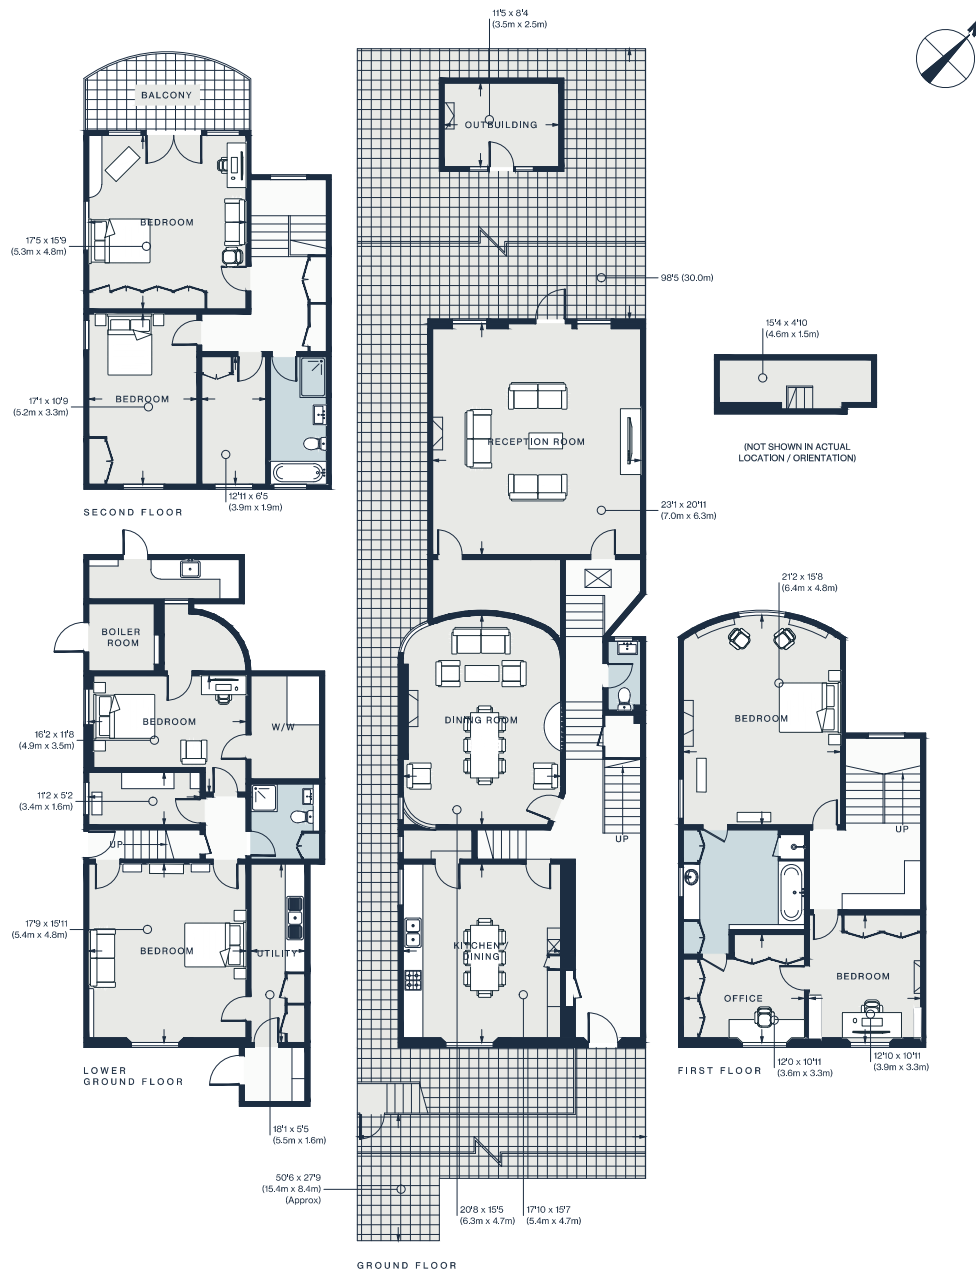 11'5 x 8'4
(3.5m x 2.5m)
BALCONY
OUTBUILDING
BEDROOM
17'5 x 15'9
(5.3m x 4.8m)
98'5 (30.0m)
15'4 x 4'10
(4.6m x 1.5m)
BEDROOM
17'1 x 10'9
(5.2m x 3.3m)
RECEPTION ROOM
(NOT SHOWN IN ACTUAL
LOCATION / ORIENTATION)
12'11 x 6'5
(3.9m x 1.9m)
SECOND FLOOR
23'1 x 20'11
(7.0m x 6.3m)
21'2 x 15'8
(6.4m x 4.8m)
BOILER
ROOM
BEDROOM
W/W
16'2 x 11'8
(4.9m x 3.5m)
DINING ROOM
BEDROOM
11'2 x 5'2
(3.4m x 1.6m)
UP
UP
UP
17'9 x 15'11
(5.4m x 4.8m)
BEDROOM
UTILITY
KITCHEN /
DINING
OFFICE
BEDROOM
LOWER
GROUND FLOOR
FIRST FLOOR
12'0 x 10'11
(3.6m x 3.3m)
12'10 x 10'11
(3.9m x 3.3m)
18'1 x 5'5
(5.5m x 1.6m)
50'6 x 27'9
(15.4m x 8.4m)
(Approx)
20'8 x 15'5
(6.3m x 4.7m)
17'10 x 15'7
(5.4m x 4.7m)
GROUND FLOOR